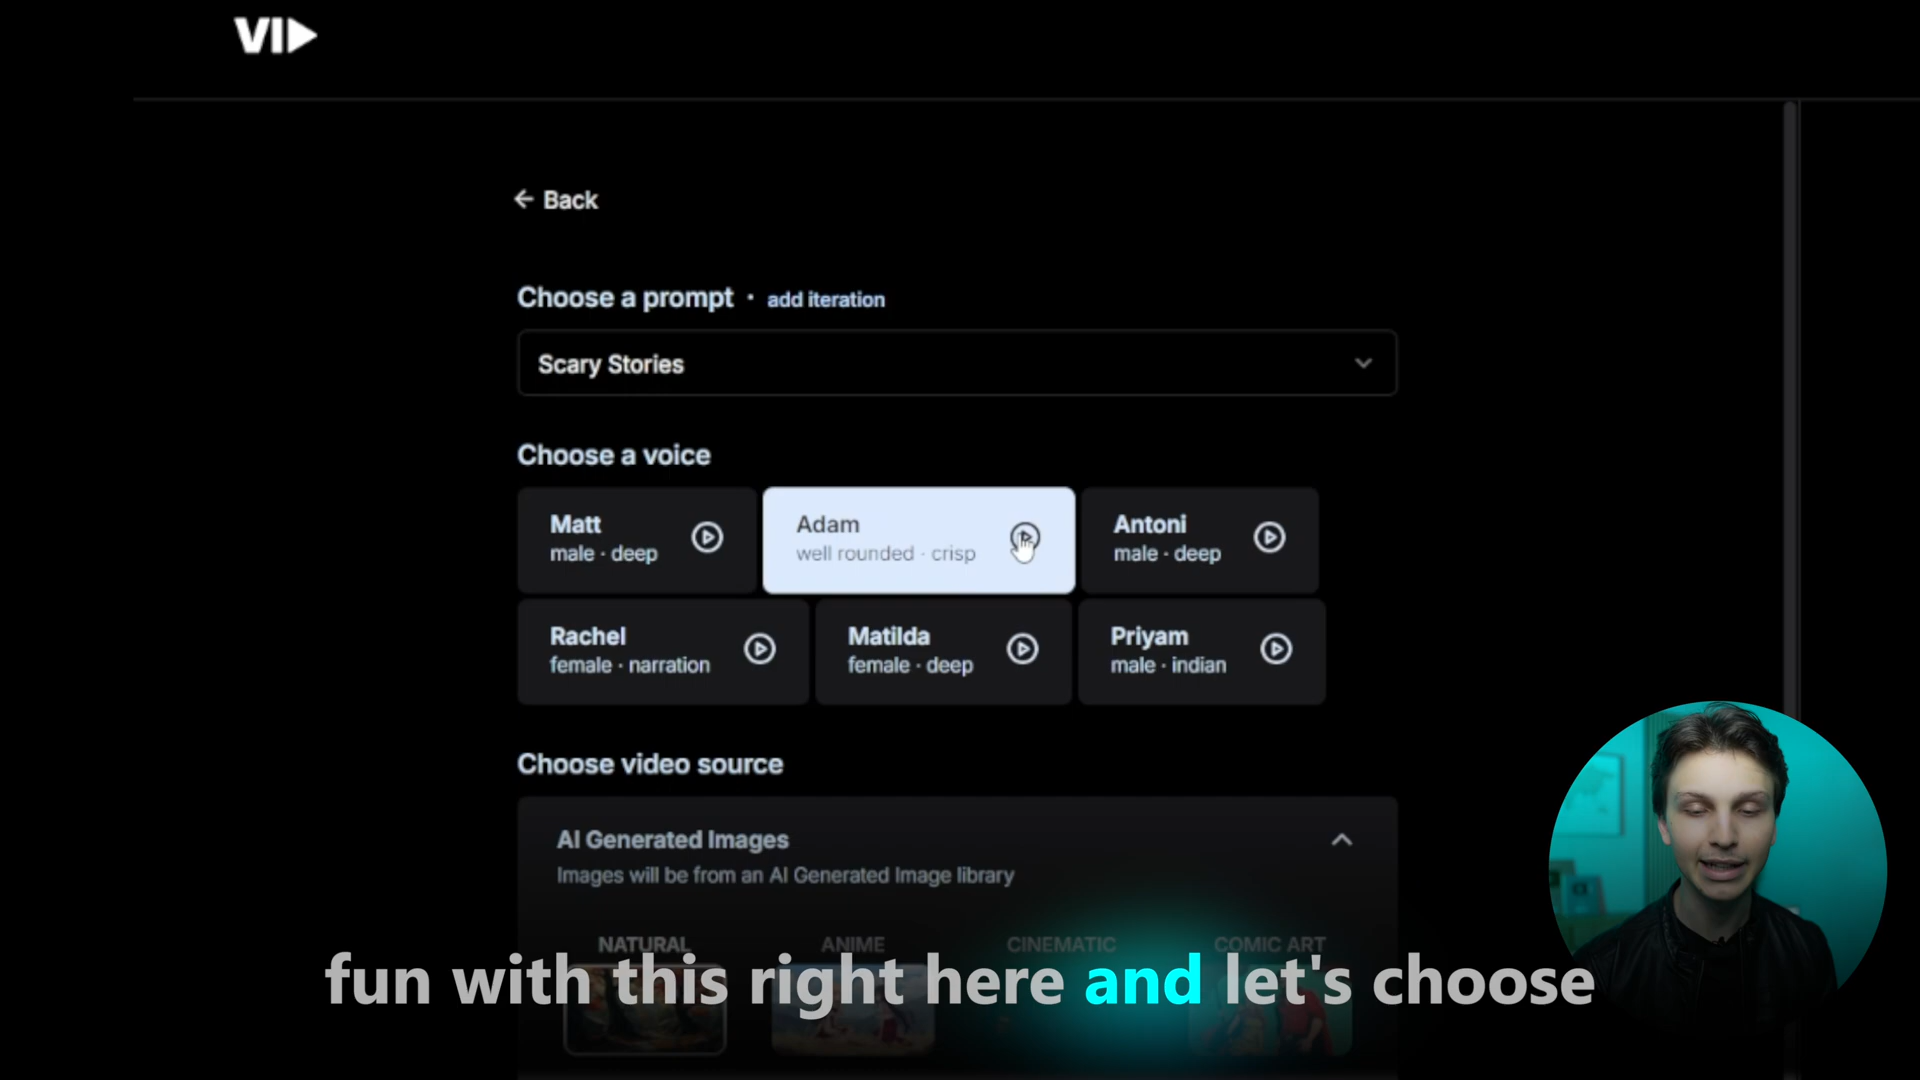 VI
Back
Choose a prompt · add iteration
Scary Stories
Choose a voice
Matt
male · deep
Adam
well rounded · crisp
Antoni
male · deep
Rachel
female · narration
Matilda
female · deep
Priyam
male · indian
Choose video source
AI Generated Images
Images will be from an AI Generated Image library
NATURAL
ANIME
CINEMATIC
COMIC ART
fun with this right here and let's choose